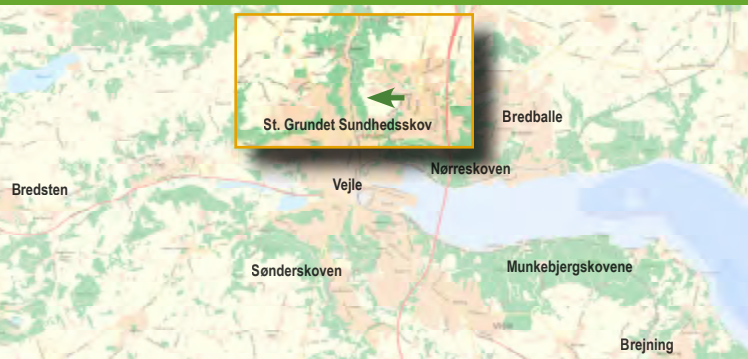 St. Grundet Sundhedsskov
Bredballe
Nørreskoven
Bredsten
Vejle
Sønderskoven
Munkebjergskovene
Brejning